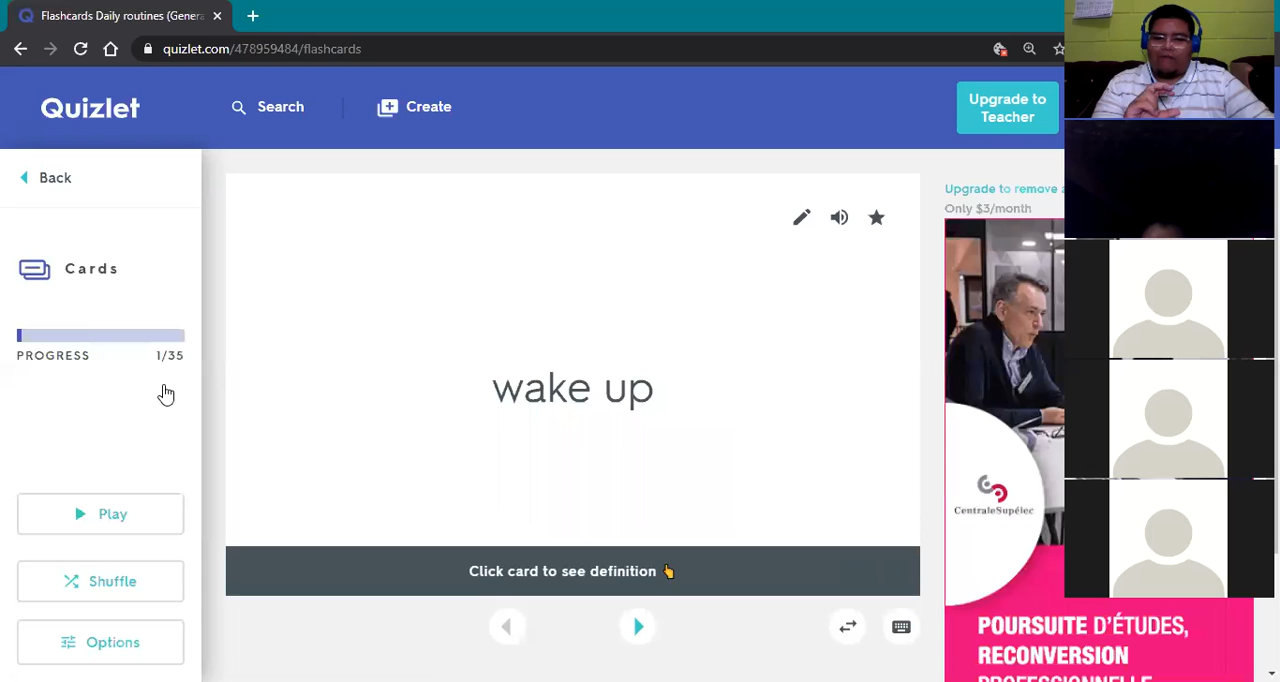 Flashcards Daily routines (Genera
quizlet.com/478959484/flashcards
Quizlet
Search
Create
Upgrade to
Teacher
Back
Cards
PROGRESS 1/35
Play
Shuffle
Options
wake up
Click card to see definition
Upgrade to remove a
Only $3/month
CentraleSupélec
POURSUITE D'ÉTUDES,
RECONVERSION
PROFESSIONNELLE